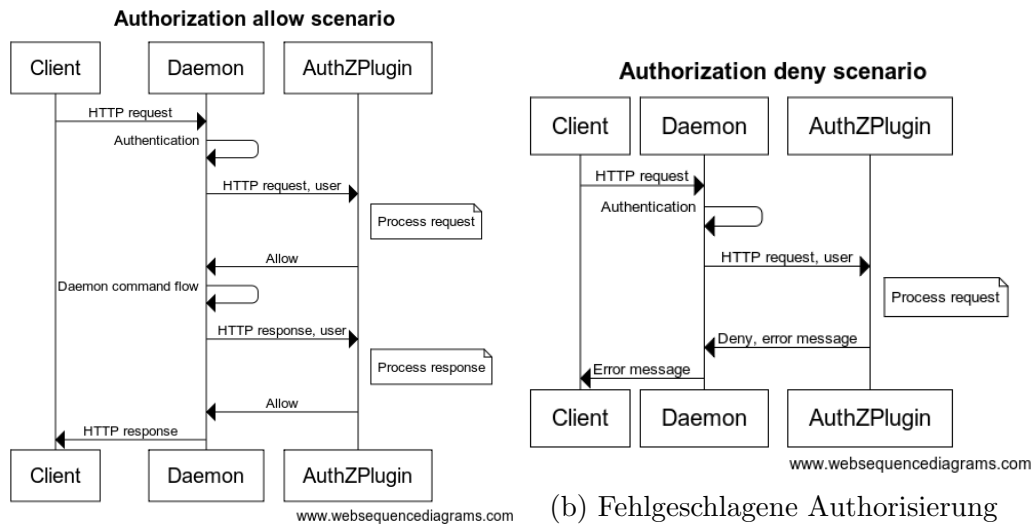 Authorization allow scenario
Client
Daemon
AuthZPlugin
HTTP request
Authentication
HTTP request, user
Process request
Allow
Daemon command flow
HTTP response, user
Process response
Allow
HTTP response
Client
Daemon
AuthZPlugin
www.websequencediagrams.com
Authorization deny scenario
Client
Daemon
AuthZPlugin
HTTP request
Authentication
HTTP request, user
Process request
Deny, error message
Error message
Client
Daemon
AuthZPlugin
www.websequencediagrams.com
(b) Fehlgeschlagene Authorisierung